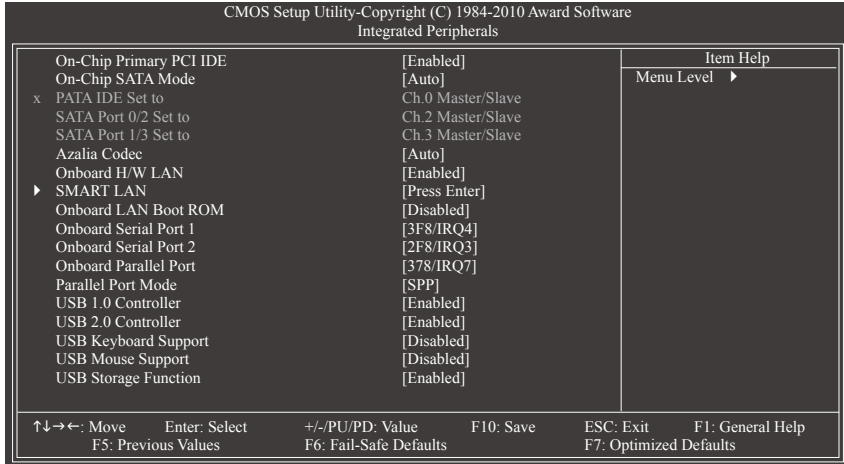 CMOS Setup Utility-Copyright (C) 1984-2010 Award Software
Integrated Peripherals
On-Chip Primary PCI IDE [Enabled]
On-Chip SATA Mode [Auto]
x PATA IDE Set to Ch.0 Master/Slave
SATA Port 0/2 Set to Ch.2 Master/Slave
SATA Port 1/3 Set to Ch.3 Master/Slave
Azalia Codec [Auto]
Onboard H/W LAN [Enabled]
SMART LAN [Press Enter]
Onboard LAN Boot ROM [Disabled]
Onboard Serial Port 1 [3F8/IRQ4]
Onboard Serial Port 2 [2F8/IRQ3]
Onboard Parallel Port [378/IRQ7]
Parallel Port Mode [SPP]
USB 1.0 Controller [Enabled]
USB 2.0 Controller [Enabled]
USB Keyboard Support [Disabled]
USB Mouse Support [Disabled]
USB Storage Function [Enabled]
Item Help
Menu Level
↑↓→←: Move Enter: Select +/-/PU/PD: Value F10: Save ESC: Exit F1: General Help
F5: Previous Values F6: Fail-Safe Defaults F7: Optimized Defaults